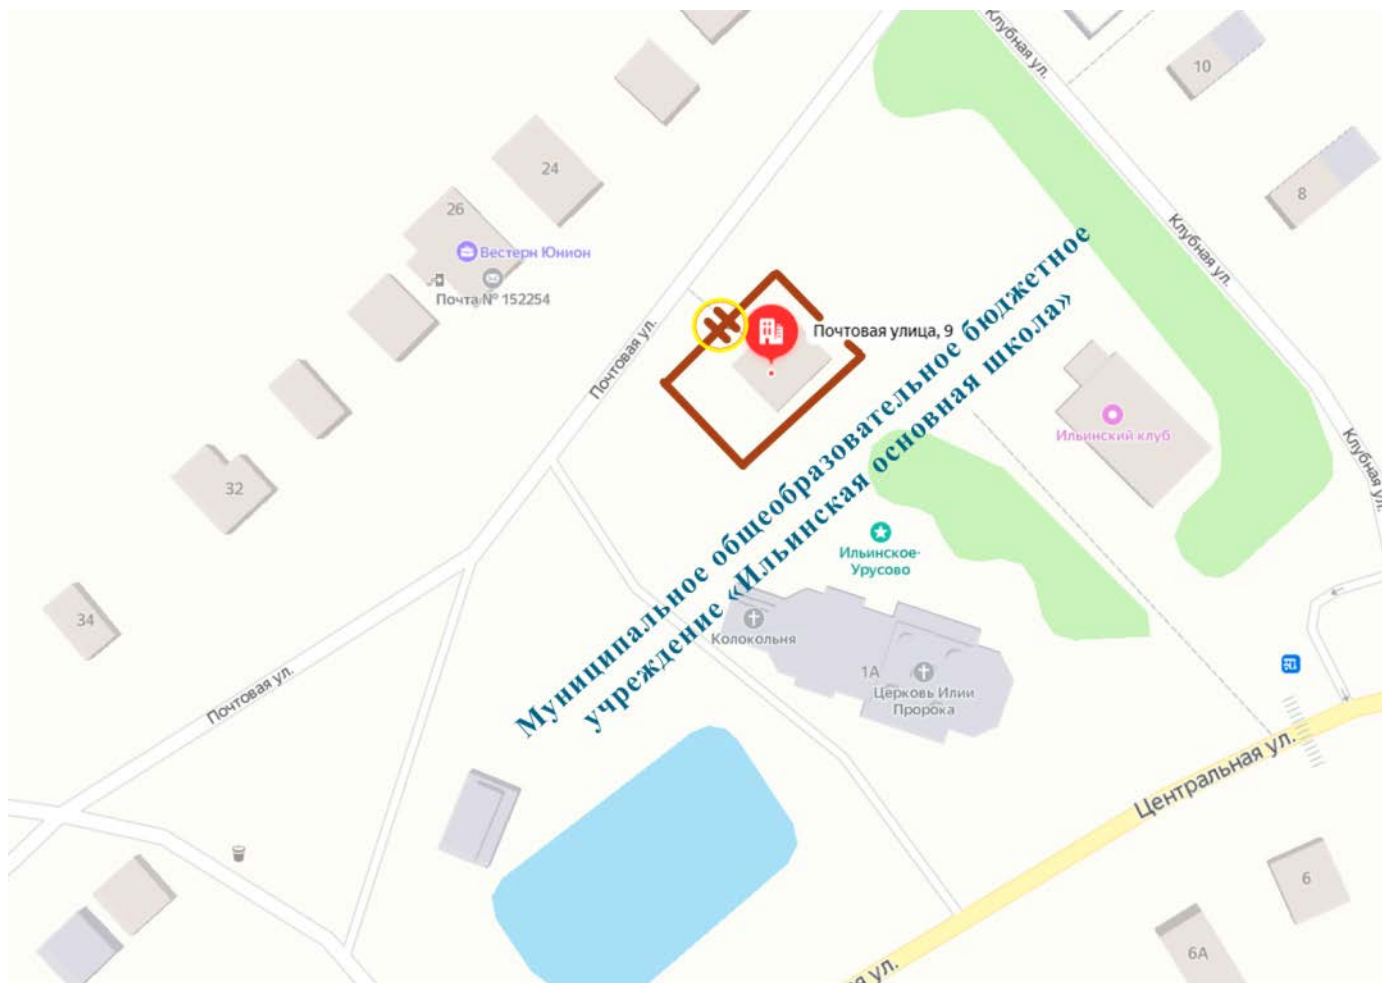 Клубная ул.
10
24
8
26
Вестерн Юнион
Клубная ул.
Почта № 152254
Почтовая улица, 9
Почтовая ул.
Муниципальное общеобразовательное бюджетное
учреждение «Ильинская основная школа»
Ильинский клуб
Клубная ул.
32
Ильинское-
Урусово
34
Колокольня
1А
Церковь Илии
Пророка
Почтовая ул.
Центральная ул.
6
6А
я ул.